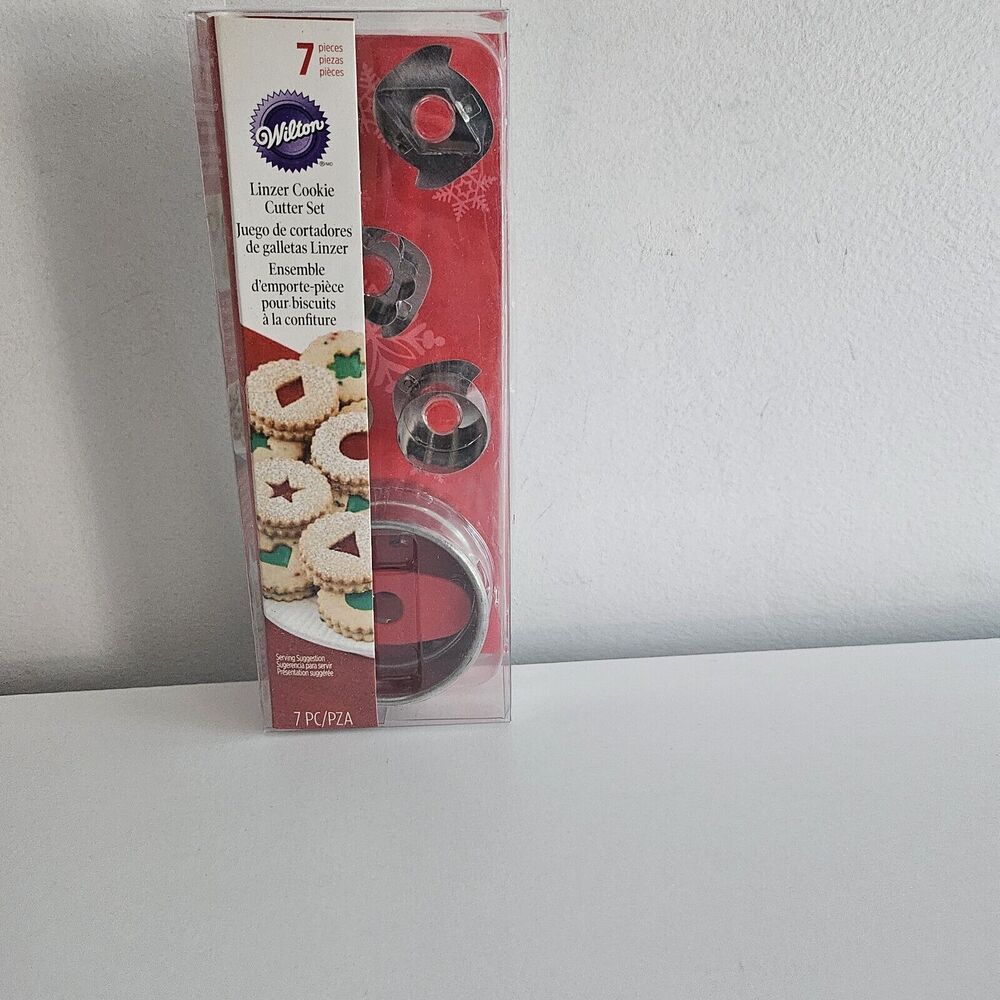 7 pieces
piezas
pièces
Wilton
® MD
Linzer Cookie
Cutter Set
Juego de cortadores
de galletas Linzer
Ensemble
d'emporte-pièce
pour biscuits
à la confiture
Serving Suggestion
Sugerencia para servir
Présentation suggérée
7 PC/PZA